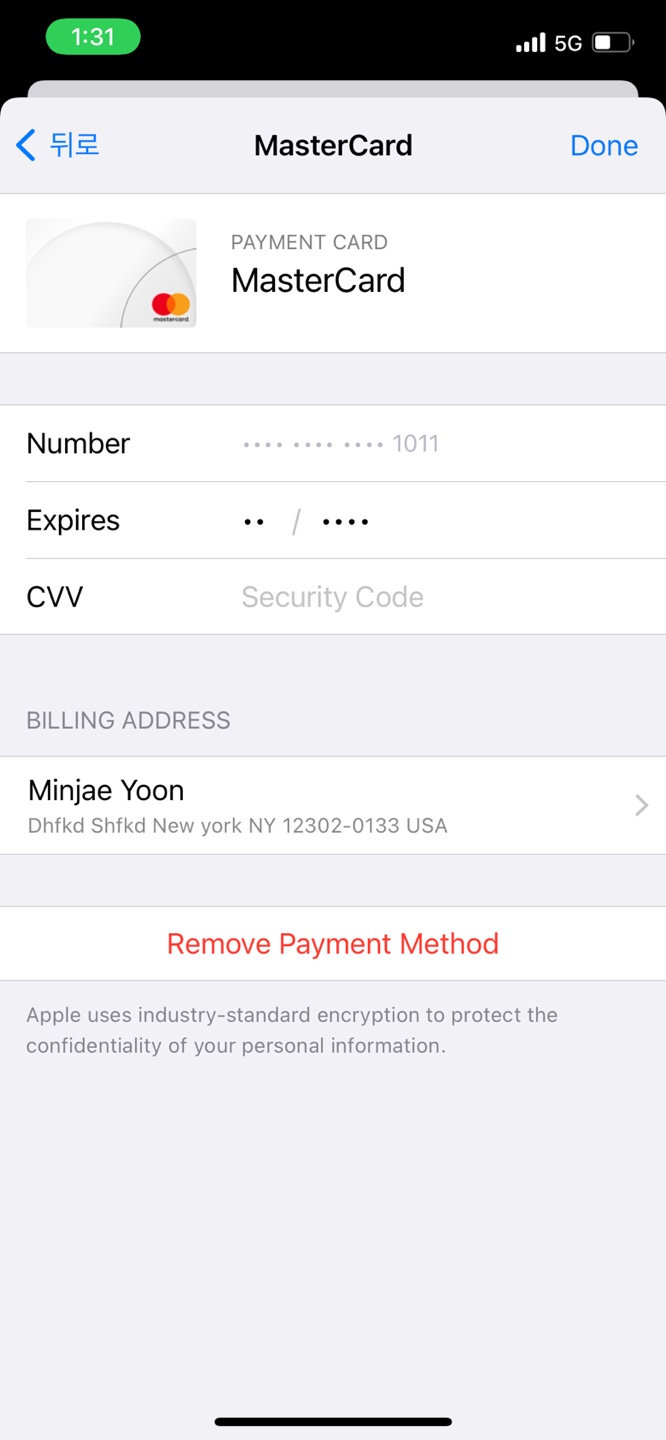 1:31
5G
뒤로
MasterCard
Done
PAYMENT CARD
MasterCard
mastercard
Number
•••• •••• •••• 1011
Expires
•• / ••••
CVV
Security Code
BILLING ADDRESS
Minjae Yoon
Dhfkd Shfkd New york NY 12302-0133 USA
Remove Payment Method
Apple uses industry-standard encryption to protect the
confidentiality of your personal information.